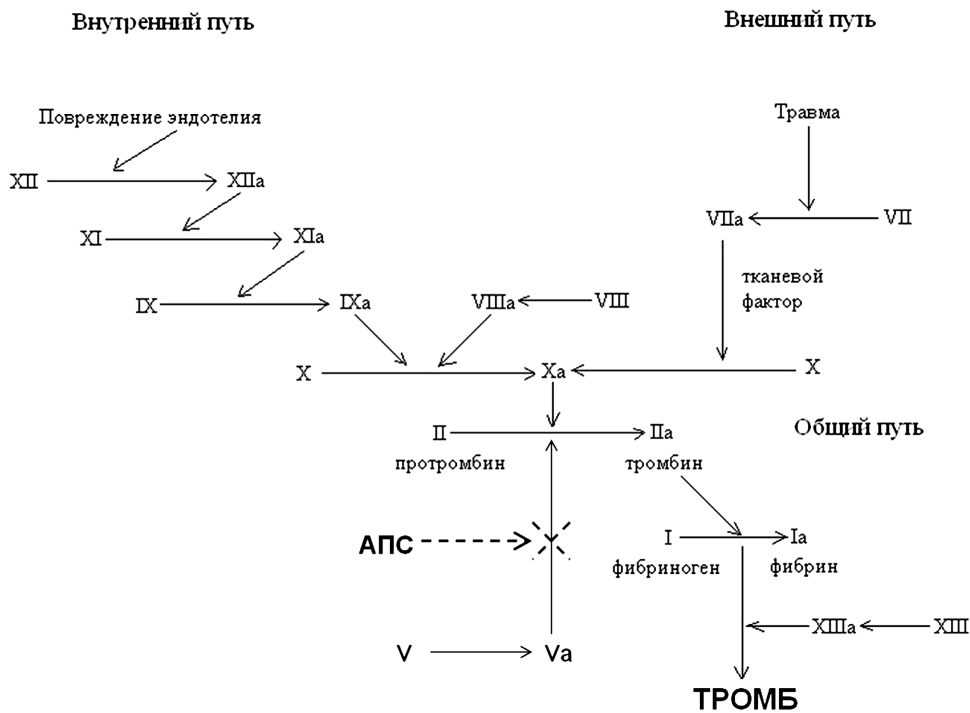 Внутренний путь
Внешний путь
Повреждение эндотелия
Травма
XII
XIIa
VIIa
VII
XI
XIa
тканевой
фактор
IX
IXa
VIIIa
VIII
X
Xa
X
II
IIa
Общий путь
протромбин
тромбин
АПС
I
Ia
фибриноген
фибрин
XIIIa
XIII
V
Va
ТРОМБ